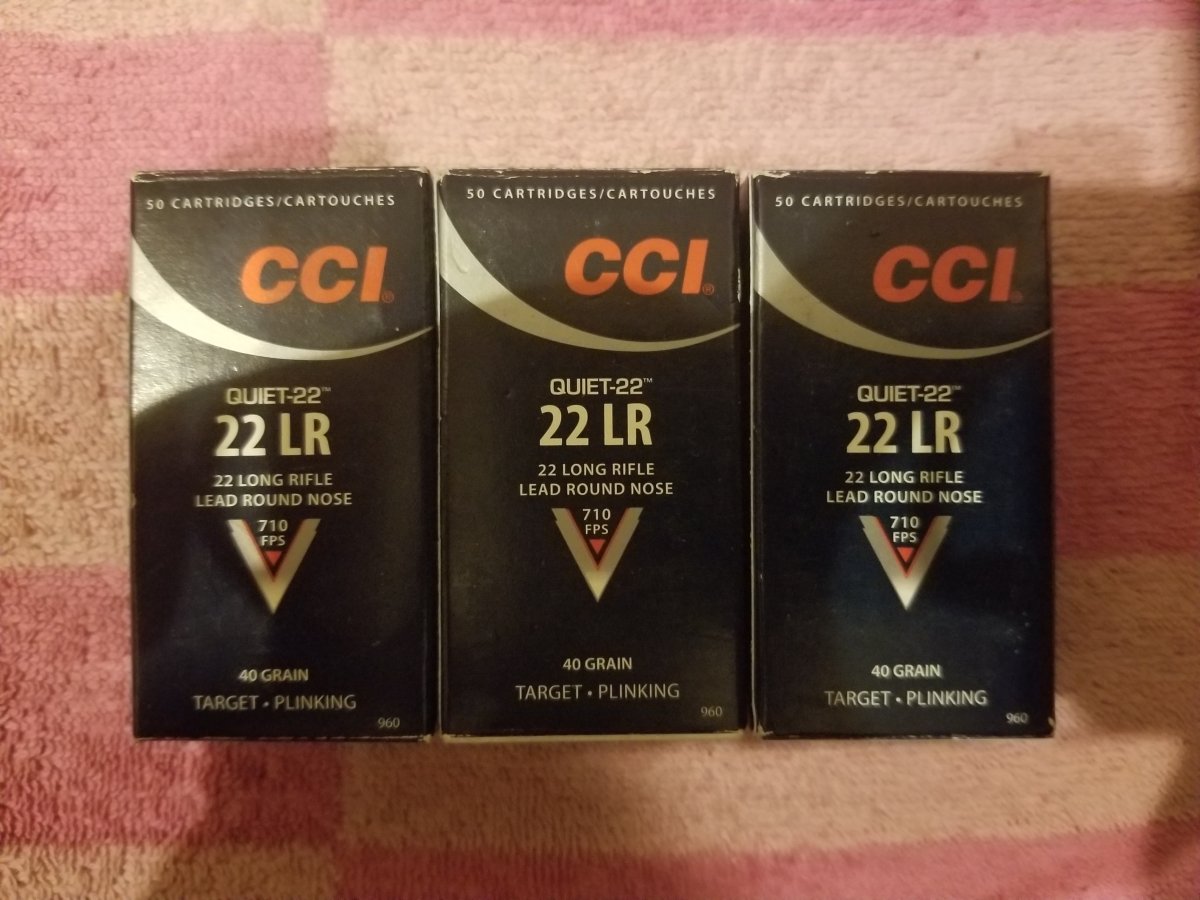 50 CARTRIDGES/CARTOUCHES
CCI®
QUIET-22™
22 LR
22 LONG RIFLE
LEAD ROUND NOSE
710
FPS
40 GRAIN
TARGET • PLINKING
960
50 CARTRIDGES/CARTOUCHES
CCI®
QUIET-22™
22 LR
22 LONG RIFLE
LEAD ROUND NOSE
710
FPS
40 GRAIN
TARGET • PLINKING
960
50 CARTRIDGES/CARTOUCHES
CCI®
QUIET-22™
22 LR
22 LONG RIFLE
LEAD ROUND NOSE
710
FPS
40 GRAIN
TARGET • PLINKING
960